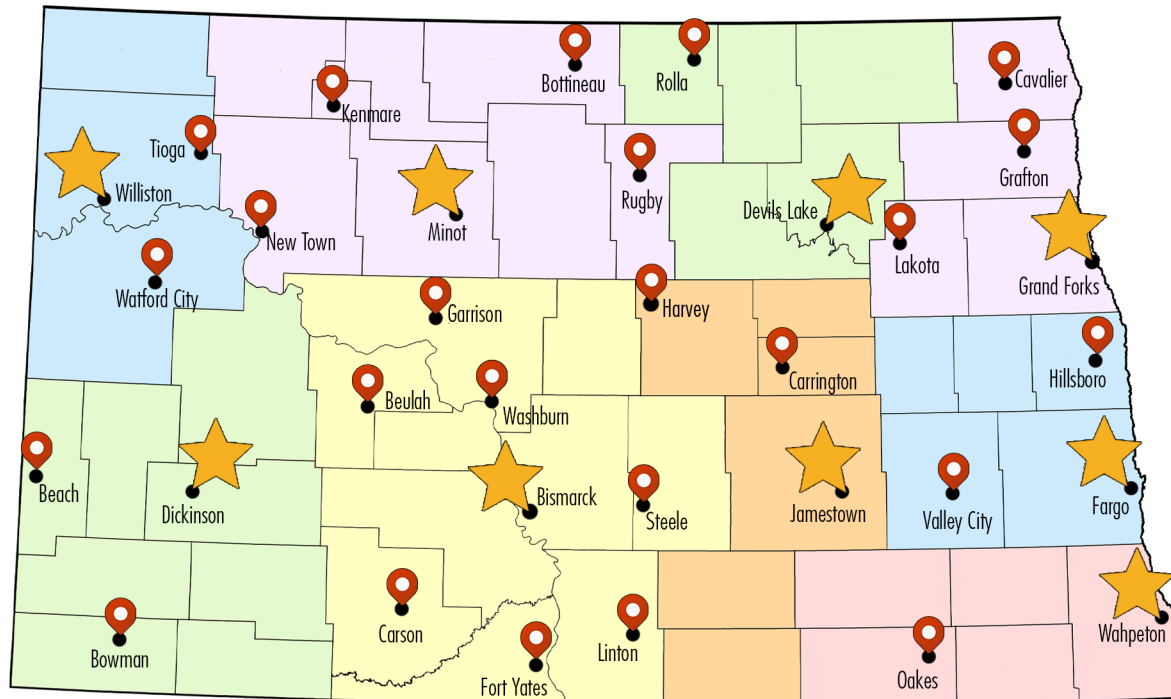 Bottineau
Rolla
Cavalier
Kenmare
Tioga
Williston
Minot
Rugby
Devils Lake
Grafton
New Town
Lakota
Grand Forks
Watford City
Garrison
Harvey
Carrington
Hillsboro
Beulah
Washburn
Beach
Dickinson
Bismarck
Steele
Jamestown
Valley City
Fargo
Bowman
Carson
Fort Yates
Linton
Oakes
Wahpeton